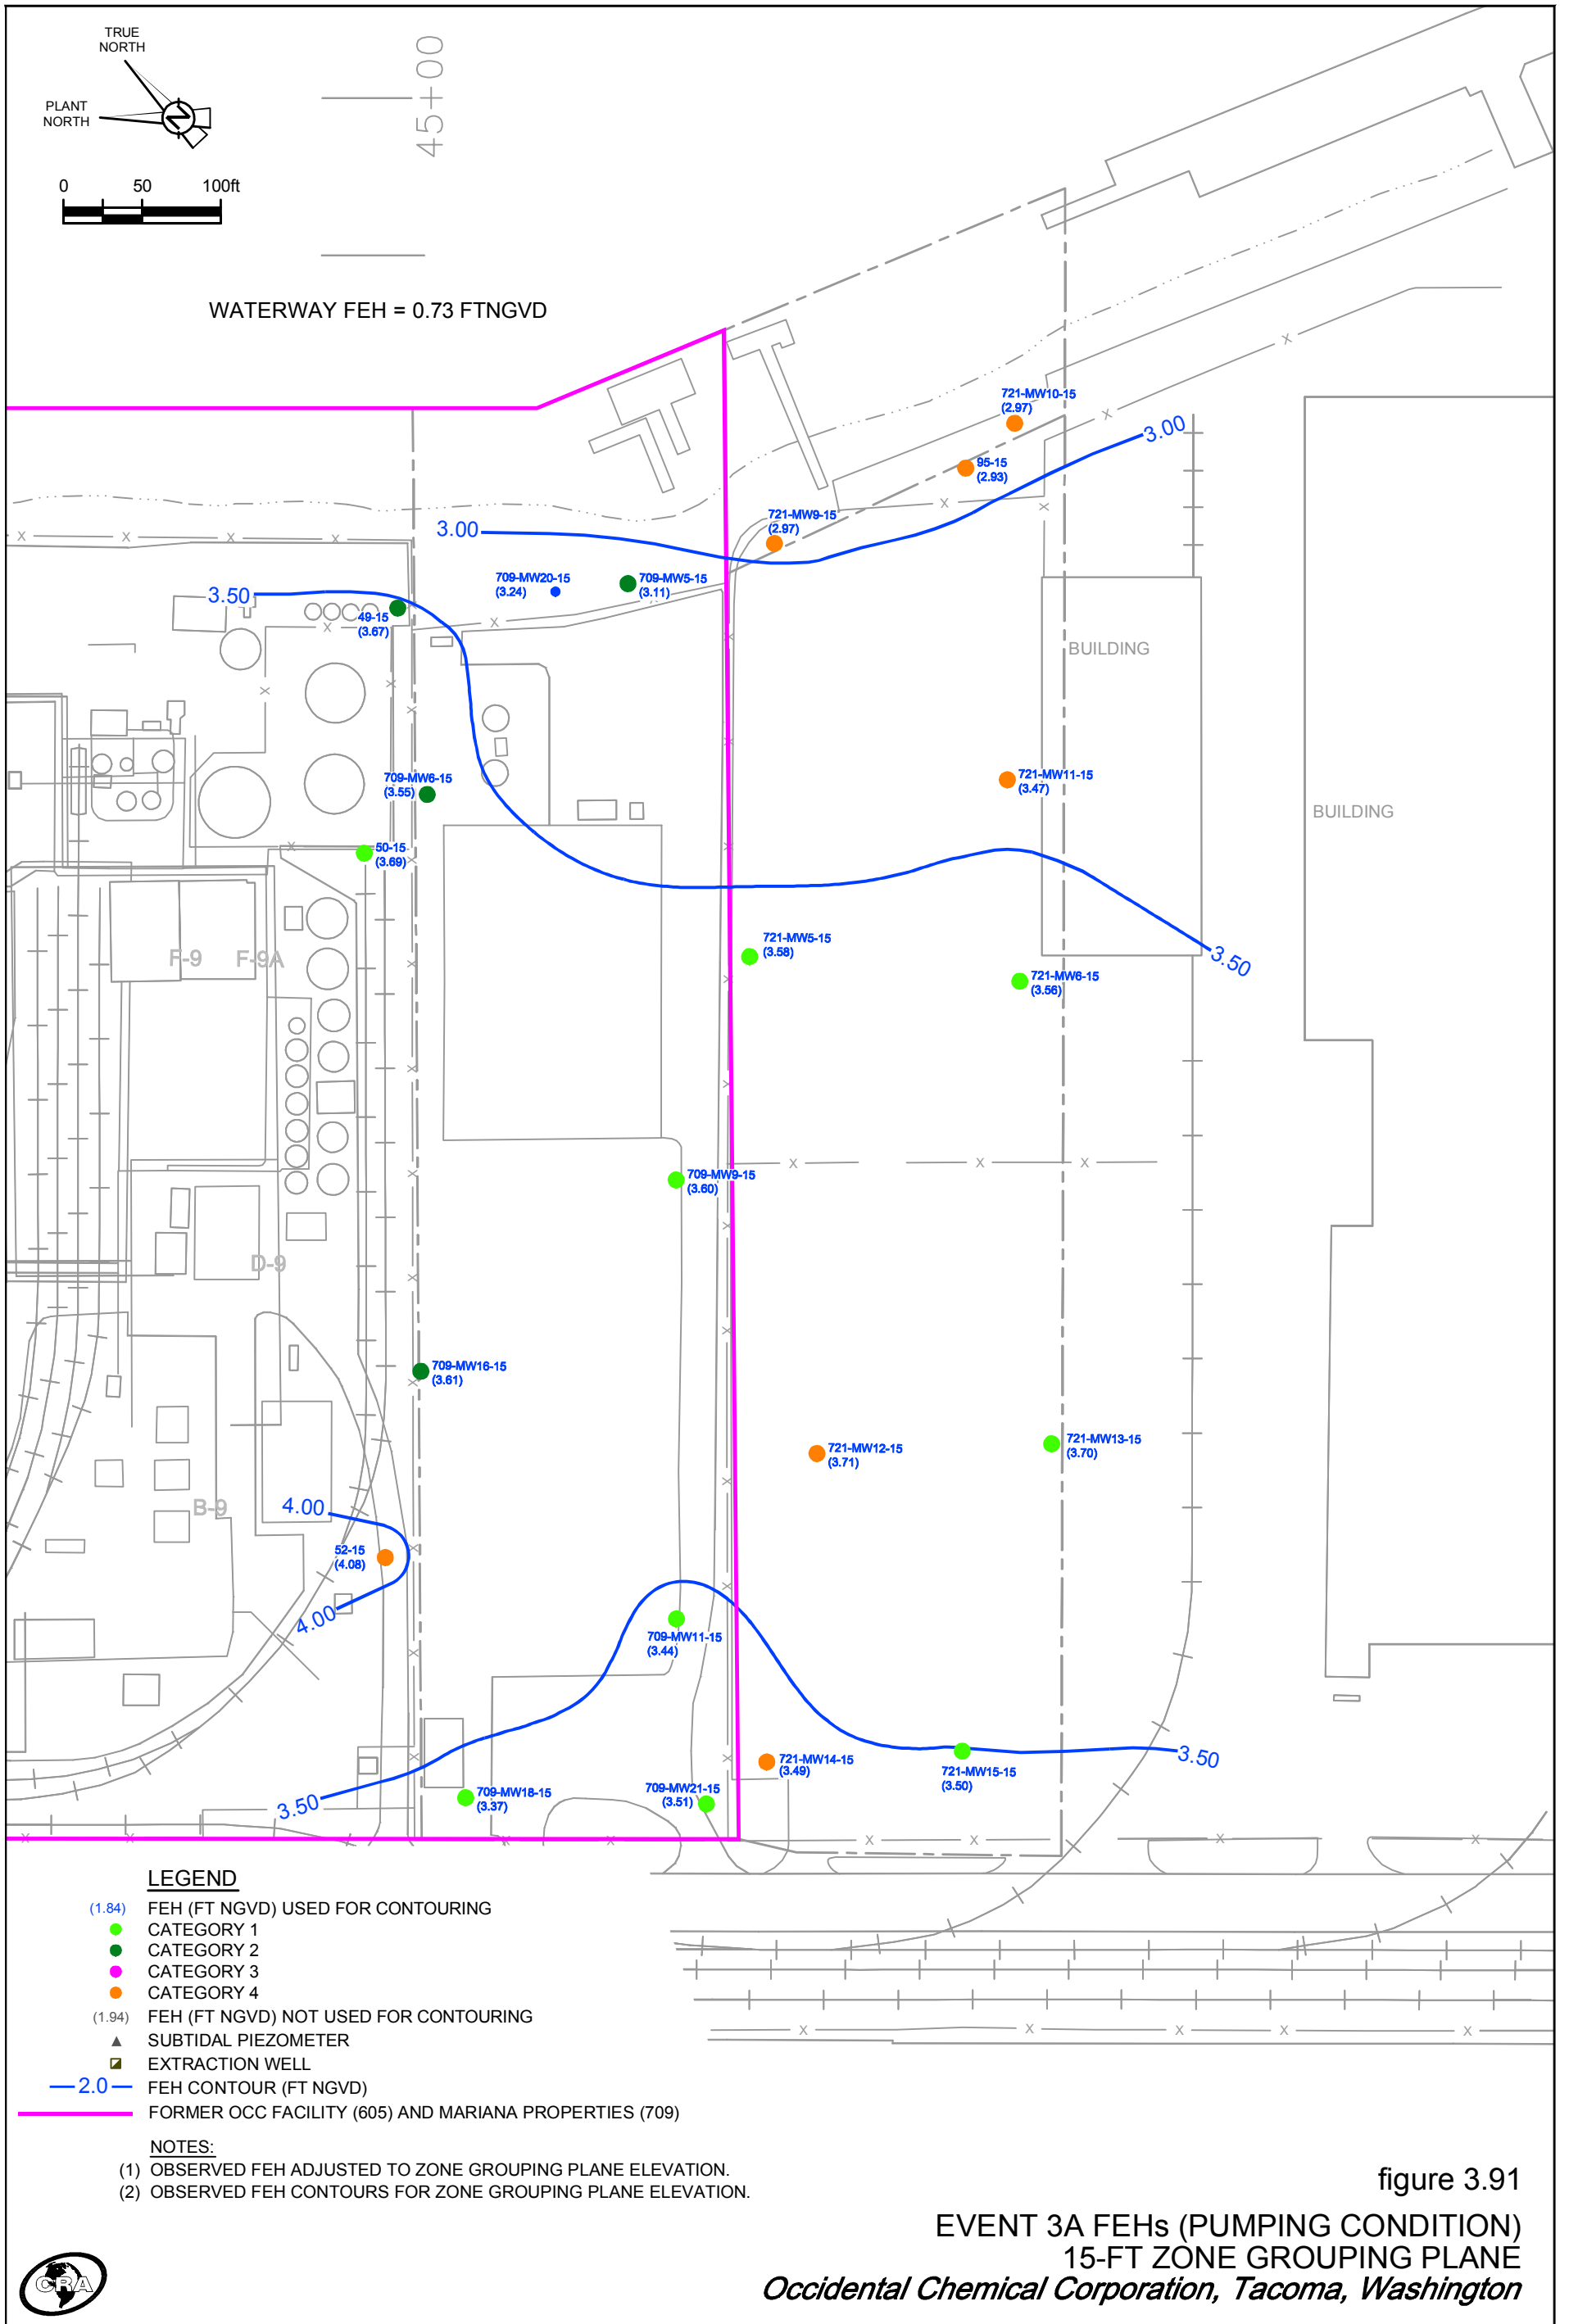 TRUE
NORTH
PLANT
NORTH
N
45+00
0 50 100ft
WATERWAY FEH = 0.73 FTNGVD
721-MW10-15
(2.97)
3.00
95-15
(2.93)
721-MW9-15
(2.97)
3.00
709-MW20-15
(3.24)
709-MW5-15
(3.11)
3.50
49-15
(3.67)
BUILDING
709-MW6-15
(3.55)
721-MW11-15
(3.47)
BUILDING
50-15
(3.69)
F-9
F-9A
721-MW5-15
(3.58)
3.50
721-MW6-15
(3.56)
709-MW9-15
(3.60)
D-9
709-MW16-15
(3.61)
721-MW12-15
(3.71)
721-MW13-15
(3.70)
B-9
4.00
52-15
(4.08)
4.00
709-MW11-15
(3.44)
3.50
721-MW14-15
(3.49)
721-MW15-15
(3.50)
3.50
709-MW18-15
(3.37)
709-MW21-15
(3.51)
LEGEND
(1.84) FEH (FT NGVD) USED FOR CONTOURING
CATEGORY 1
CATEGORY 2
CATEGORY 3
CATEGORY 4
(1.94) FEH (FT NGVD) NOT USED FOR CONTOURING
SUBTIDAL PIEZOMETER
EXTRACTION WELL
2.0 FEH CONTOUR (FT NGVD)
FORMER OCC FACILITY (605) AND MARIANA PROPERTIES (709)
NOTES:
(1) OBSERVED FEH ADJUSTED TO ZONE GROUPING PLANE ELEVATION.
(2) OBSERVED FEH CONTOURS FOR ZONE GROUPING PLANE ELEVATION.
figure 3.91
EVENT 3A FEHs (PUMPING CONDITION)
15-FT ZONE GROUPING PLANE
Occidental Chemical Corporation, Tacoma, Washington
CRA